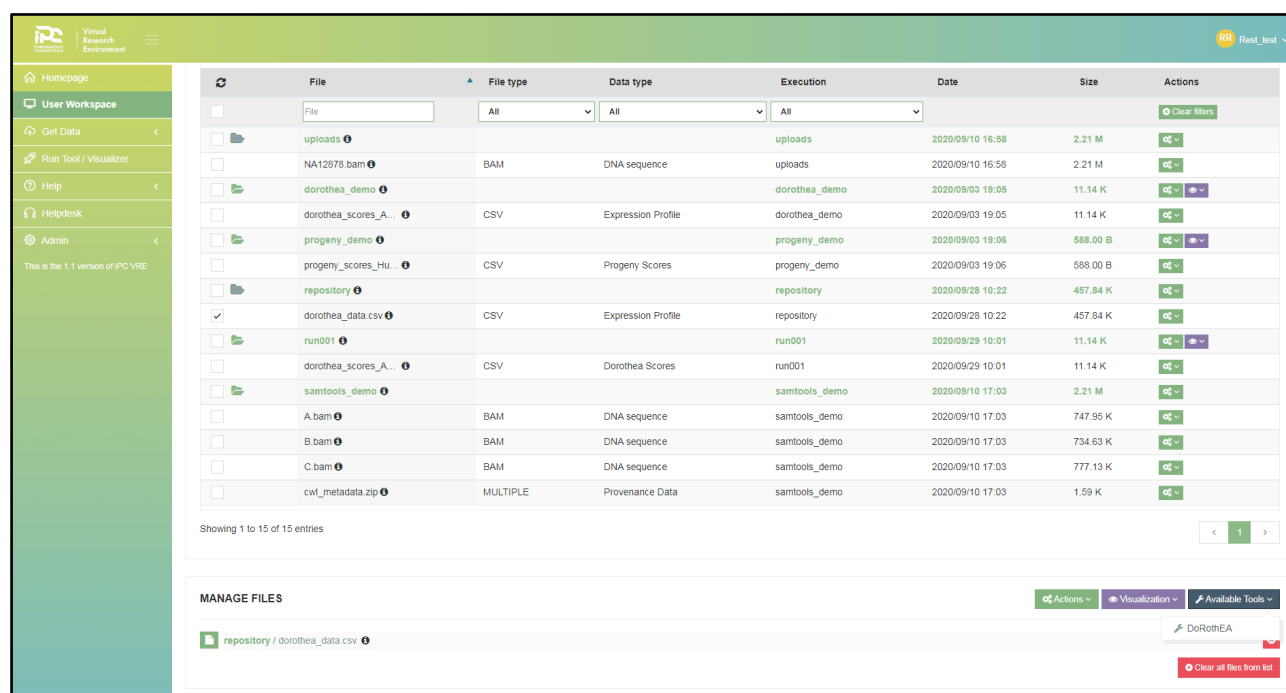 iPC Virtual Research Environment
RR Rest_test
Homepage
User Workspace
Get Data
Run Tool / Visualizer
Help
Helpdesk
Admin
This is the 1.1 version of iPC VRE
File File type Data type Execution Date Size Actions
File All All All Clear filters
uploads uploads 2020/09/10 16:58 2.21 M
NA12878.bam BAM DNA sequence uploads 2020/09/10 16:58 2.21 M
dorothea_demo dorothea_demo 2020/09/03 19:05 11.14 K
dorothea_scores_A... CSV Expression Profile dorothea_demo 2020/09/03 19:05 11.14 K
progeny_demo progeny_demo 2020/09/03 19:06 588.00 B
progeny_scores_Hu... CSV Progeny Scores progeny_demo 2020/09/03 19:06 588.00 B
repository repository 2020/09/28 10:22 457.84 K
dorothea_data.csv CSV Expression Profile repository 2020/09/28 10:22 457.84 K
run001 run001 2020/09/29 10:01 11.14 K
dorothea_scores_A... CSV Dorothea Scores run001 2020/09/29 10:01 11.14 K
samtools_demo samtools_demo 2020/09/10 17:03 2.21 M
A.bam BAM DNA sequence samtools_demo 2020/09/10 17:03 747.95 K
B.bam BAM DNA sequence samtools_demo 2020/09/10 17:03 734.63 K
C.bam BAM DNA sequence samtools_demo 2020/09/10 17:03 777.13 K
cwl_metadata.zip MULTIPLE Provenance Data samtools_demo 2020/09/10 17:03 1.59 K
Showing 1 to 15 of 15 entries
< 1 >
MANAGE FILES Actions Visualization Available Tools
DoRothEA
repository / dorothea_data.csv
Clear all files from list